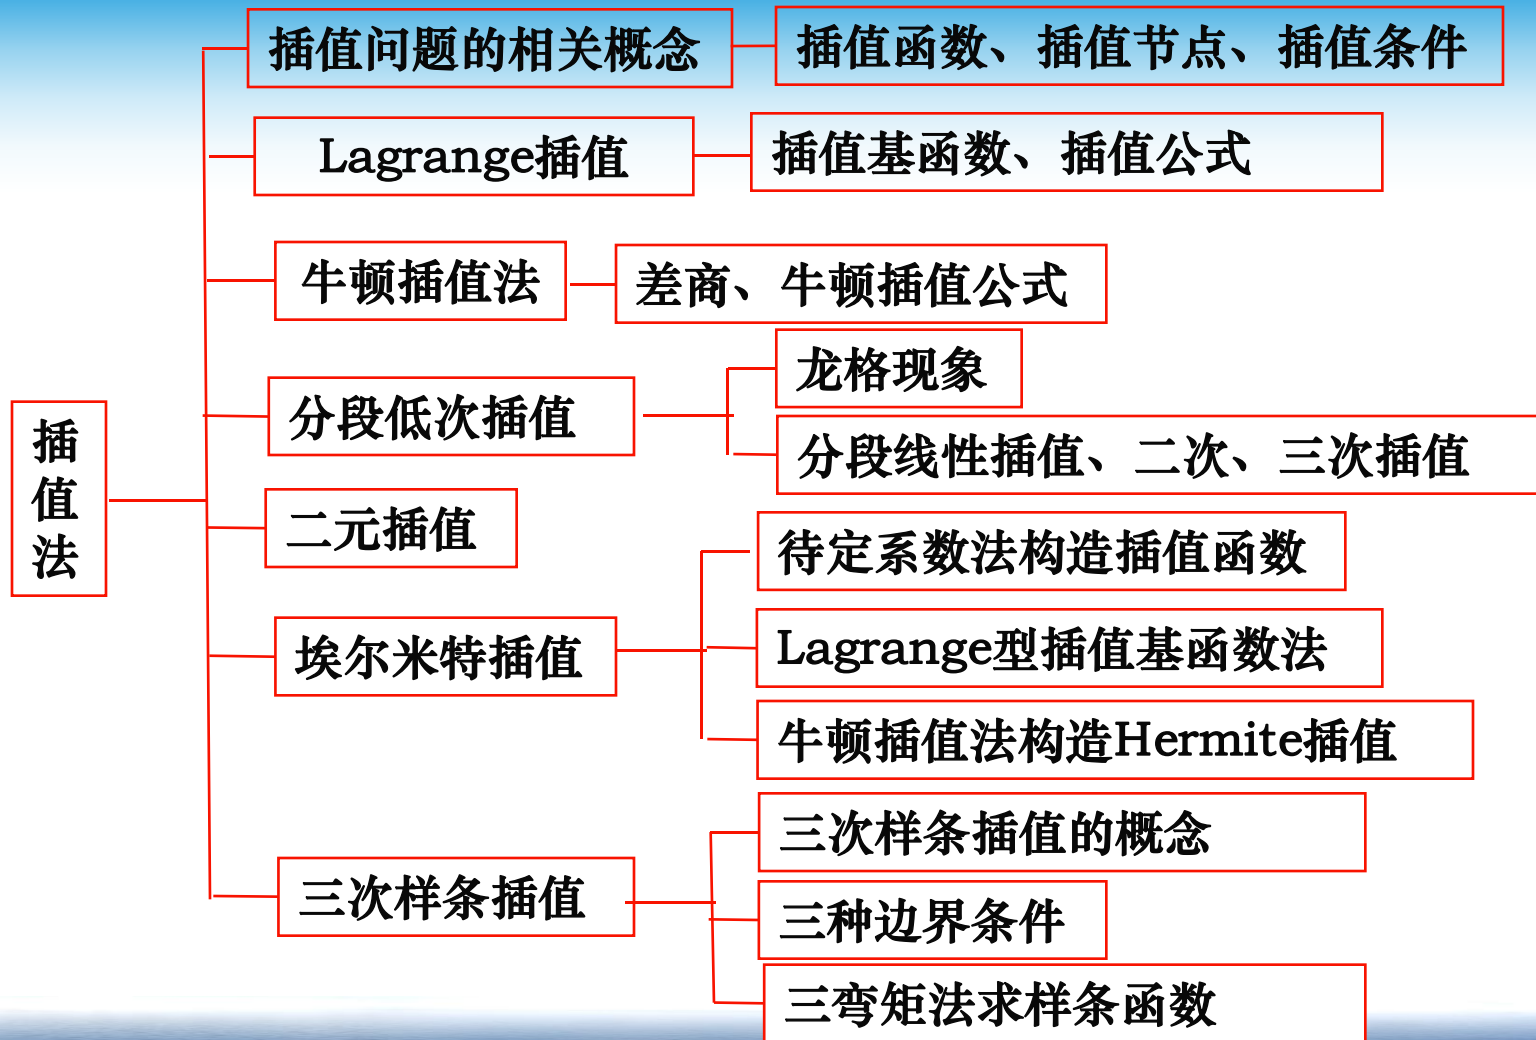 插值法
插值问题的相关概念
插值函数、插值节点、插值条件
Lagrange插值
插值基函数、插值公式
牛顿插值法
差商、牛顿插值公式
分段低次插值
龙格现象
分段线性插值、二次、三次插值
二元插值
埃尔米特插值
待定系数法构造插值函数
Lagrange型插值基函数法
牛顿插值法构造Hermite插值
三次样条插值
三次样条插值的概念
三种边界条件
三弯矩法求样条函数